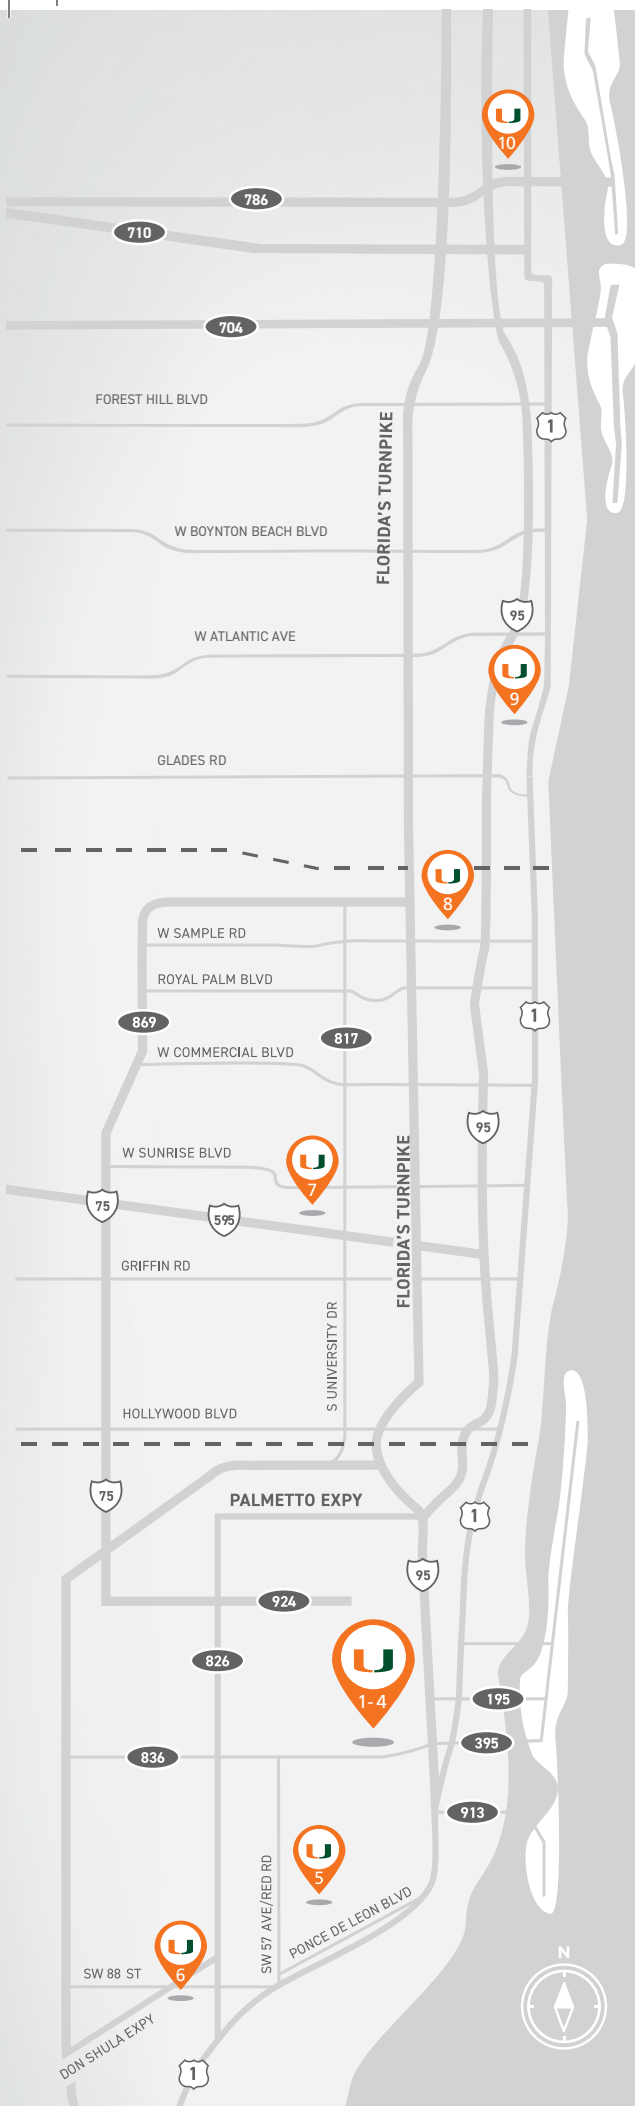 10
786
710
704
FOREST HILL BLVD
1
FLORIDA'S TURNPIKE
W BOYNTON BEACH BLVD
95
W ATLANTIC AVE
9
GLADES RD
8
W SAMPLE RD
ROYAL PALM BLVD
869
1
817
W COMMERCIAL BLVD
95
W SUNRISE BLVD
7
75
595
FLORIDA'S TURNPIKE
GRIFFIN RD
S UNIVERSITY DR
HOLLYWOOD BLVD
75
PALMETTO EXPY
1
95
924
826
1-4
195
395
836
913
5
SW 57 AVE/RED RD
PONCE DE LEON BLVD
6
SW 88 ST
N
DON SHULA EXPY
1